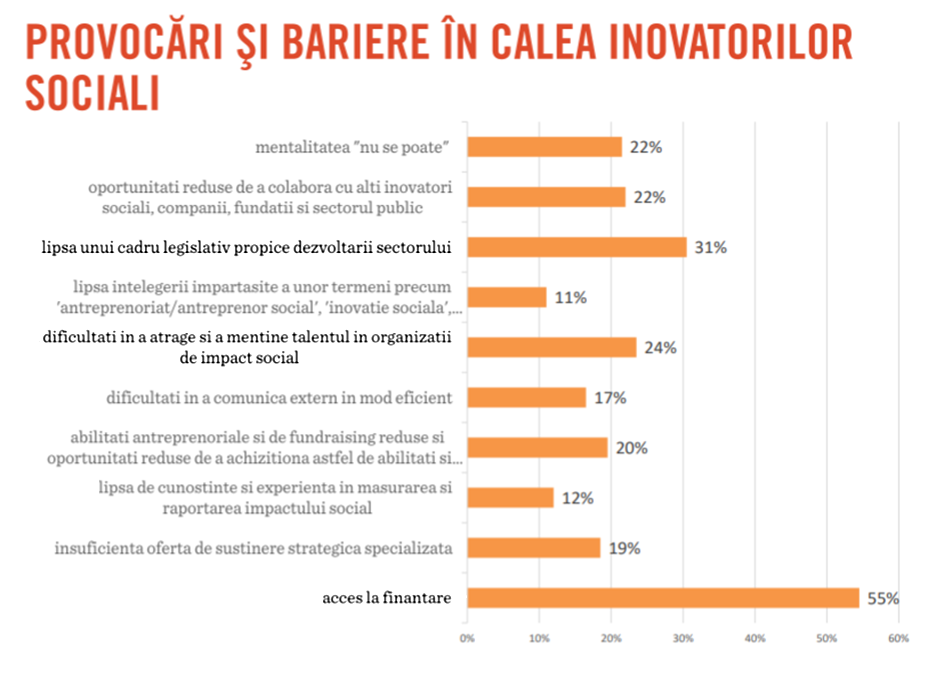 PROVOCĂRI ȘI BARIERE ÎN CALEA INOVATORILOR
SOCIALI
mentalitatea "nu se poate"
22%
oportunitati reduse de a colabora cu alti inovatori
sociali, companii, fundatii si sectorul public
22%
lipsa unui cadru legislativ propice dezvoltarii sectorului
31%
lipsa intelegerii impartasite a unor termeni precum
'antreprenoriat/antreprenor social', 'inovatie sociala',...
11%
dificultati in a atrage si a mentine talentul in organizatii
de impact social
24%
dificultati in a comunica extern in mod eficient
17%
abilitati antreprenoriale si de fundraising reduse si
oportunitati reduse de a achizitiona astfel de abilitati si...
20%
lipsa de cunostinte si experienta in masurarea si
raportarea impactului social
12%
insuficienta oferta de sustinere strategica specializata
19%
acces la finantare
55%
0% 10% 20% 30% 40% 50% 60%